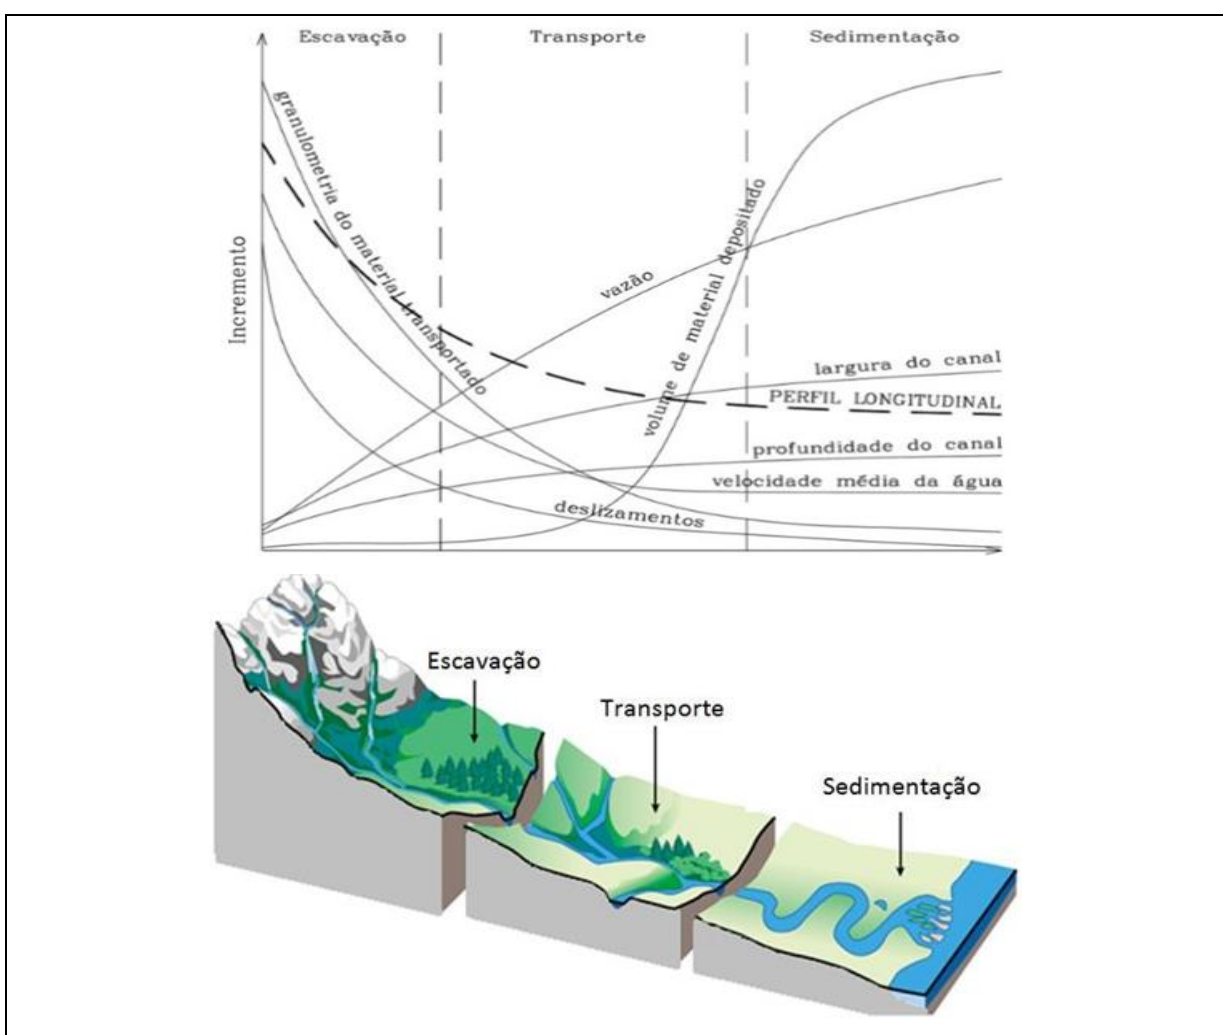 Escavação
Transporte
Sedimentação
Incremento
granulometria do material transportado
vazão
volume de material depositado
largura do canal
PERFIL LONGITUDINAL
profundidade do canal
velocidade média da água
deslizamentos
Escavação
Transporte
Sedimentação